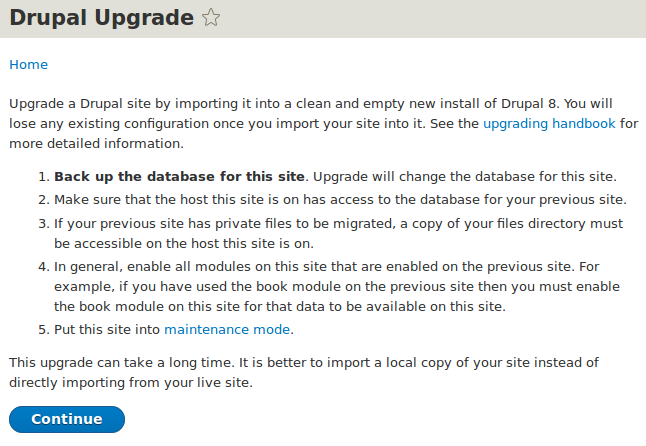 Drupal Upgrade
Home
Upgrade a Drupal site by importing it into a clean and empty new install of Drupal 8. You will
lose any existing configuration once you import your site into it. See the upgrading handbook for
more detailed information.
1. Back up the database for this site. Upgrade will change the database for this site.
2. Make sure that the host this site is on has access to the database for your previous site.
3. If your previous site has private files to be migrated, a copy of your files directory must
be accessible on the host this site is on.
4. In general, enable all modules on this site that are enabled on the previous site. For
example, if you have used the book module on the previous site then you must enable
the book module on this site for that data to be available on this site.
5. Put this site into maintenance mode.
This upgrade can take a long time. It is better to import a local copy of your site instead of
directly importing from your live site.
Continue